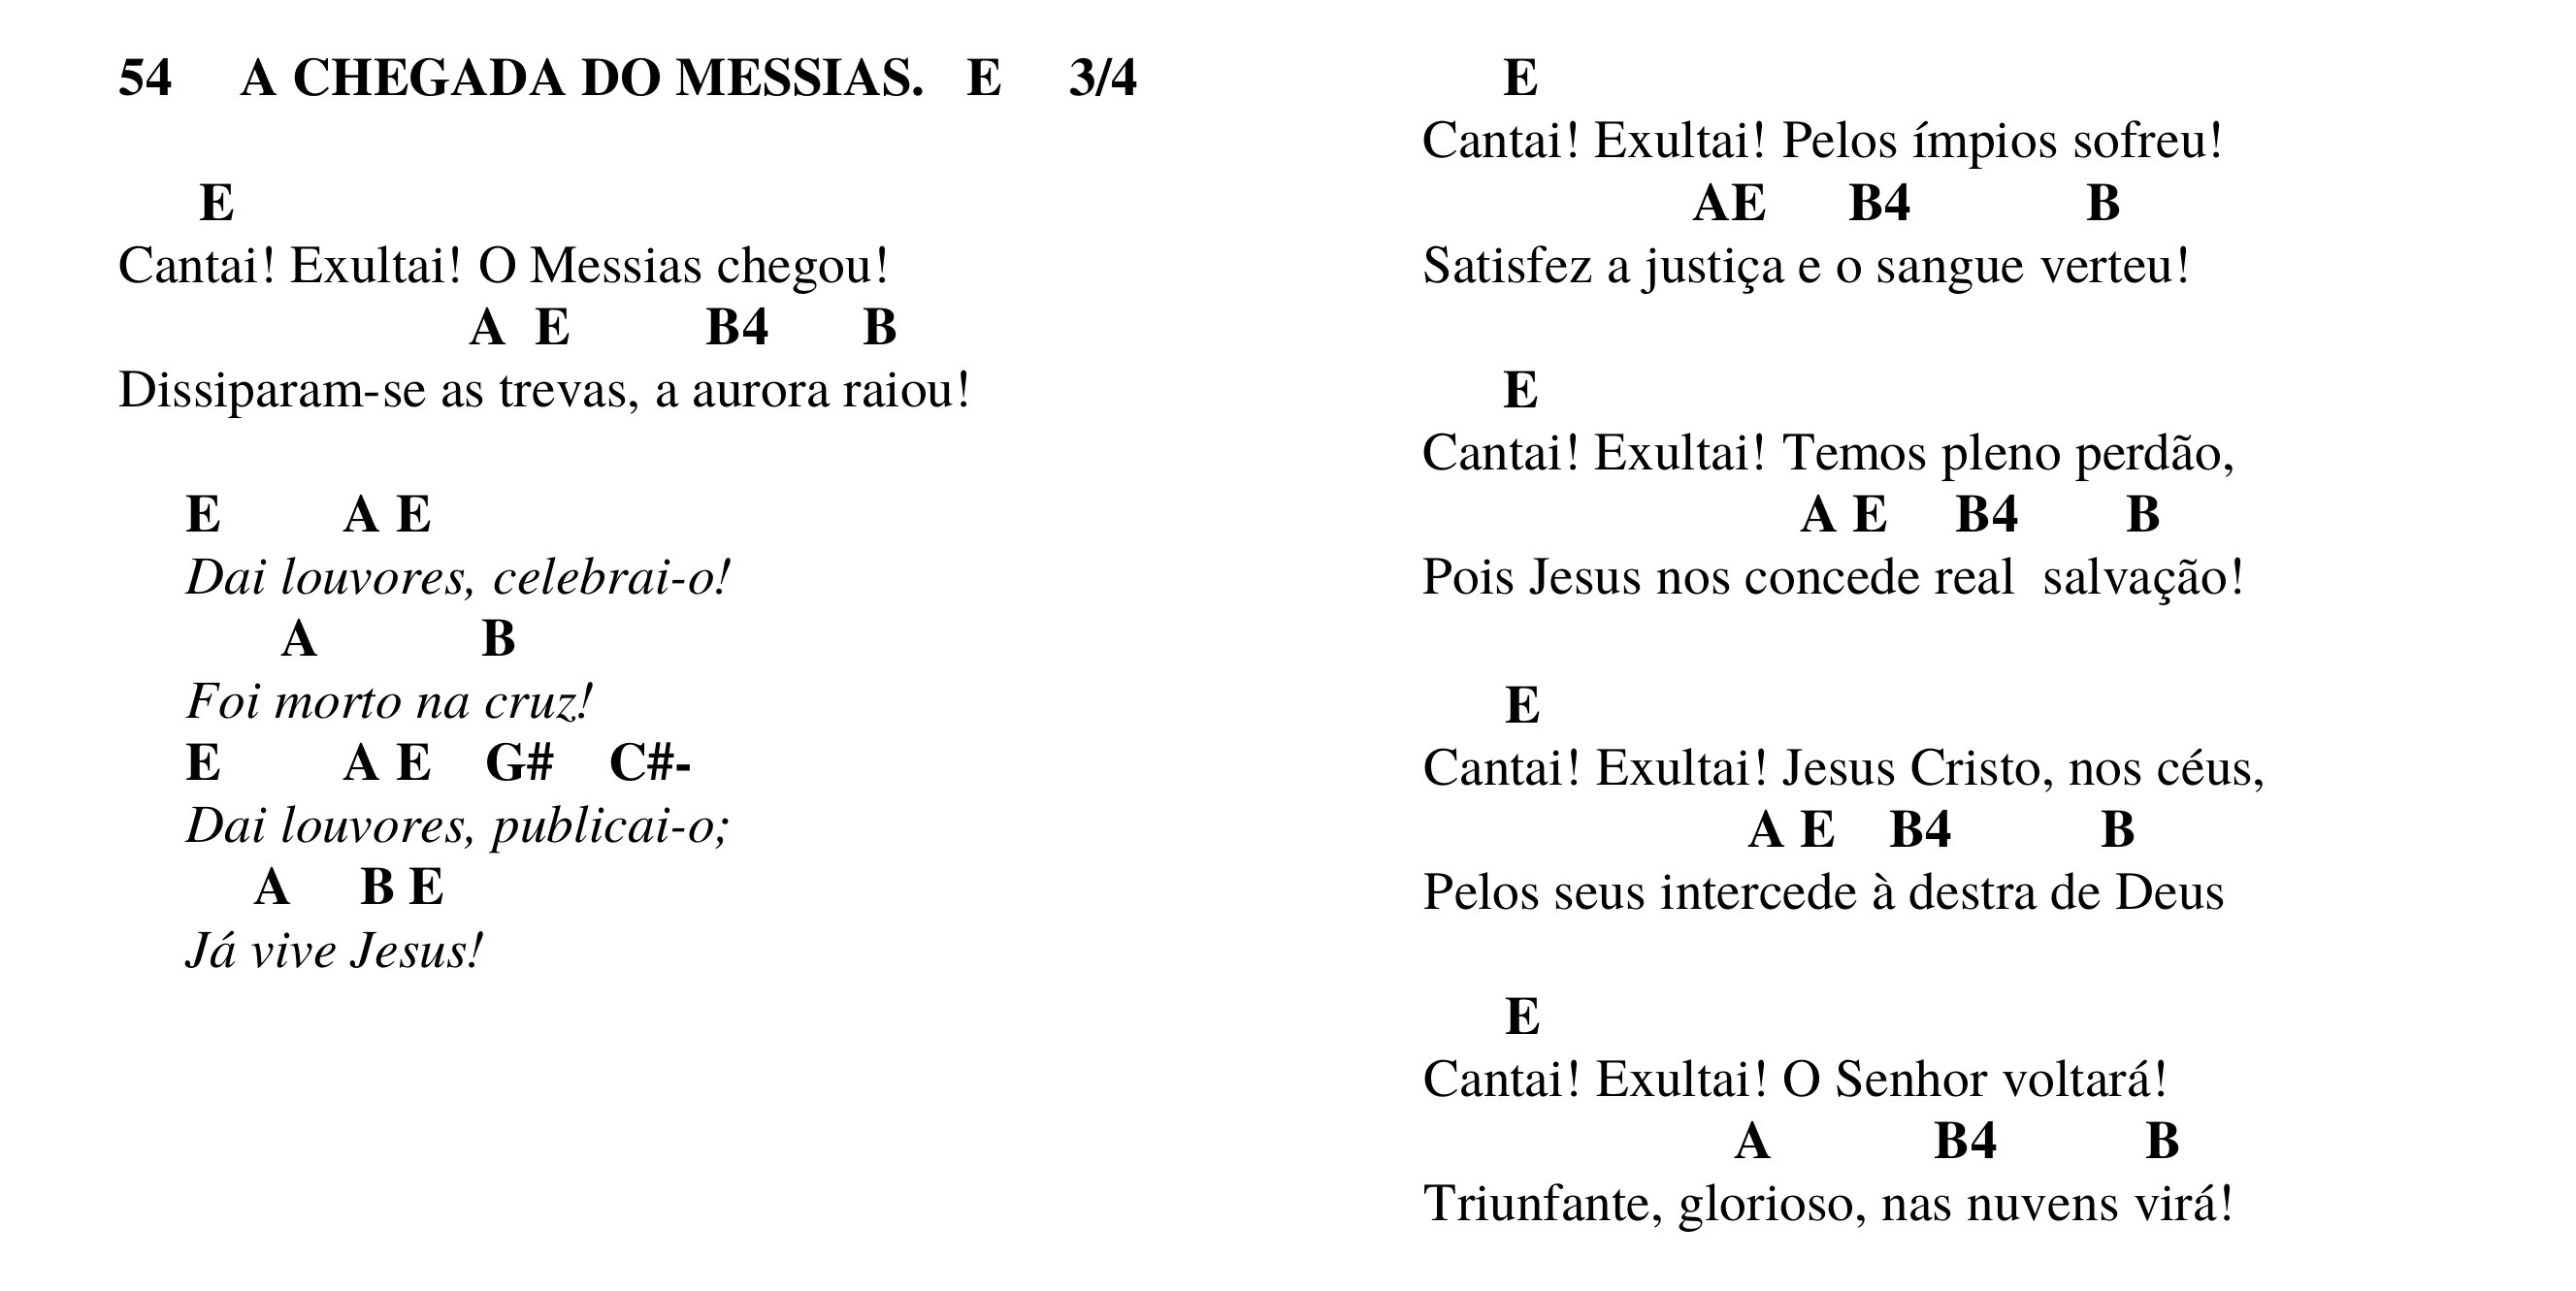 54 A CHEGADA DO MESSIAS. E 3/4
E
Cantai! Exultai! O Messias chegou!
A E B4 B
Dissiparam-se as trevas, a aurora raiou!
E A E
Dai louvores, celebrai-o!
A B
Foi morto na cruz!
E A E G# C#-
Dai louvores, publicai-o;
A B E
Já vive Jesus!
E
Cantai! Exultai! Pelos ímpios sofreu!
AE B4 B
Satisfez a justiça e o sangue verteu!
E
Cantai! Exultai! Temos pleno perdão,
A E B4 B
Pois Jesus nos concede real salvação!
E
Cantai! Exultai! Jesus Cristo, nos céus,
A E B4 B
Pelos seus intercede à destra de Deus
E
Cantai! Exultai! O Senhor voltará!
A B4 B
Triunfante, glorioso, nas nuvens virá!